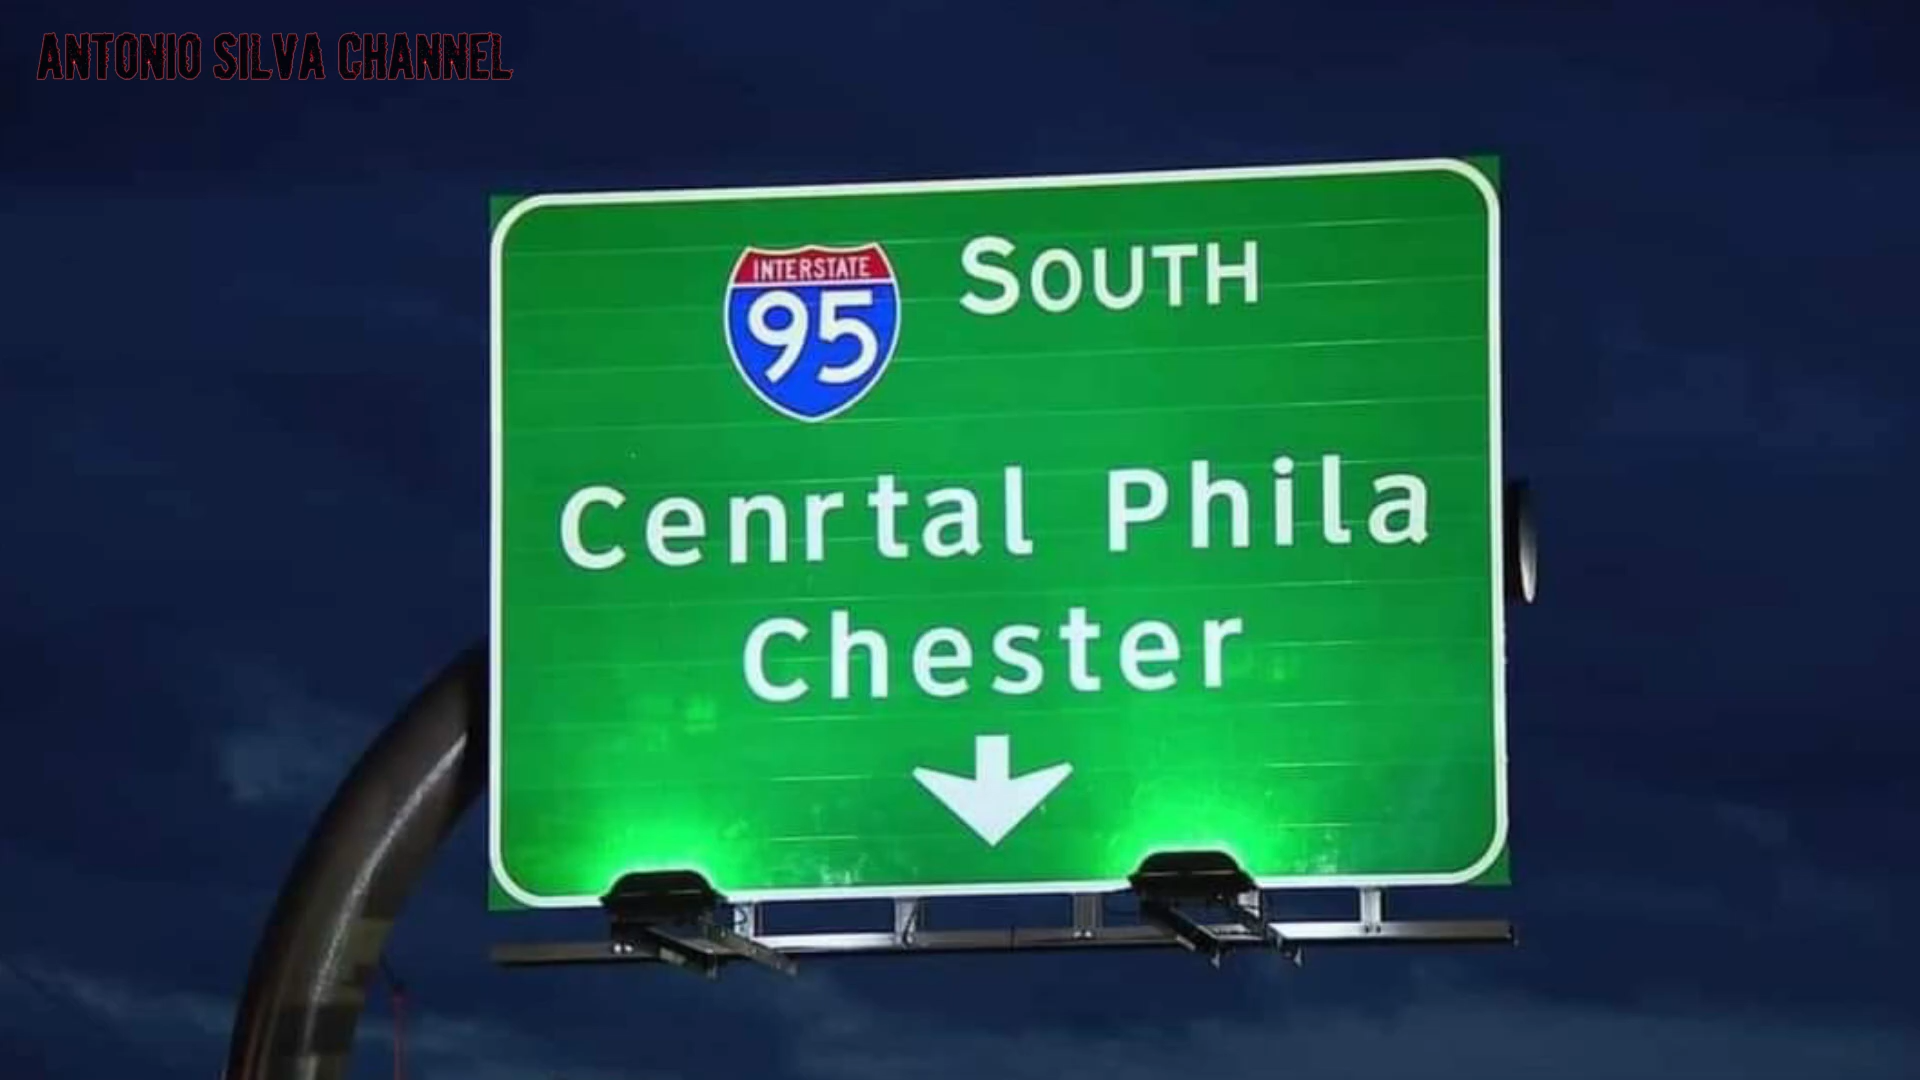 ANTONIO SILVA CHANNEL
INTERSTATE
95
SOUTH
Cenrtal Phila
Chester